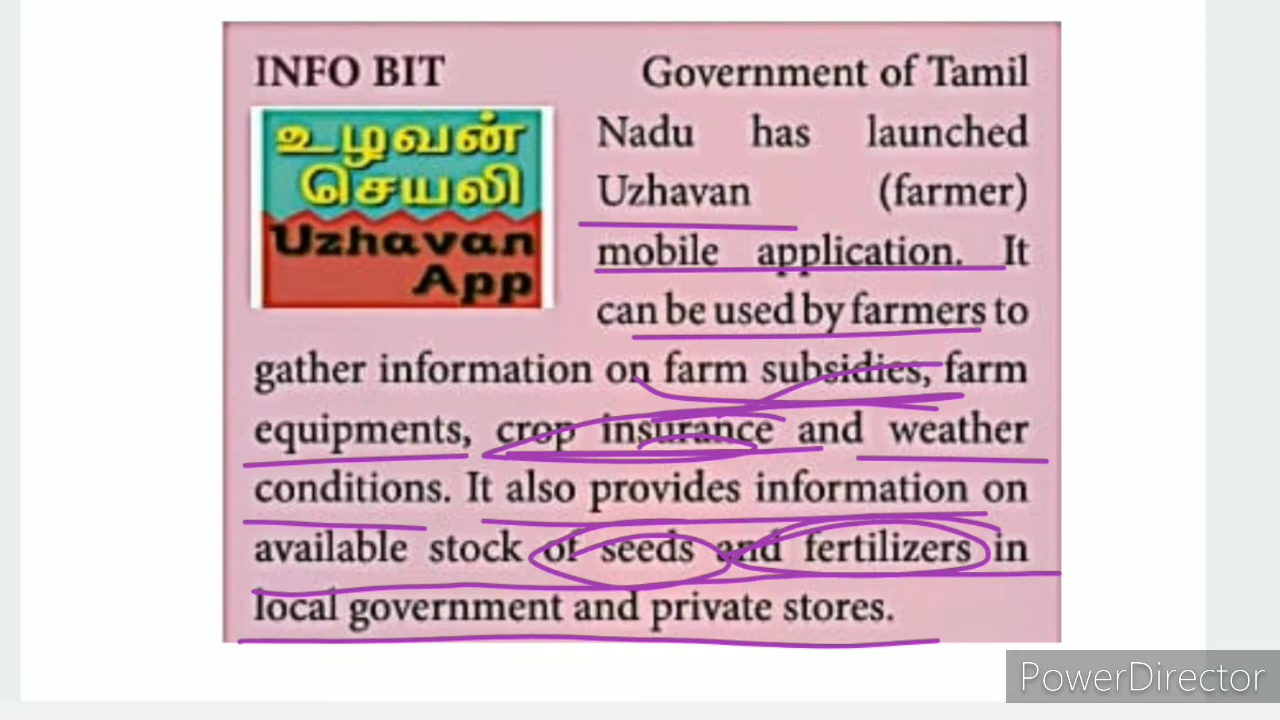 INFO BIT
Government of Tamil
உழவன்
செயலி
Uzhavan
App
Nadu has launched
Uzhavan (farmer)
mobile application. It
can be used by farmers to
gather information on farm subsidies, farm
equipments, crop insurance and weather
conditions. It also provides information on
available stock of seeds and fertilizers in
local government and private stores.
PowerDirector